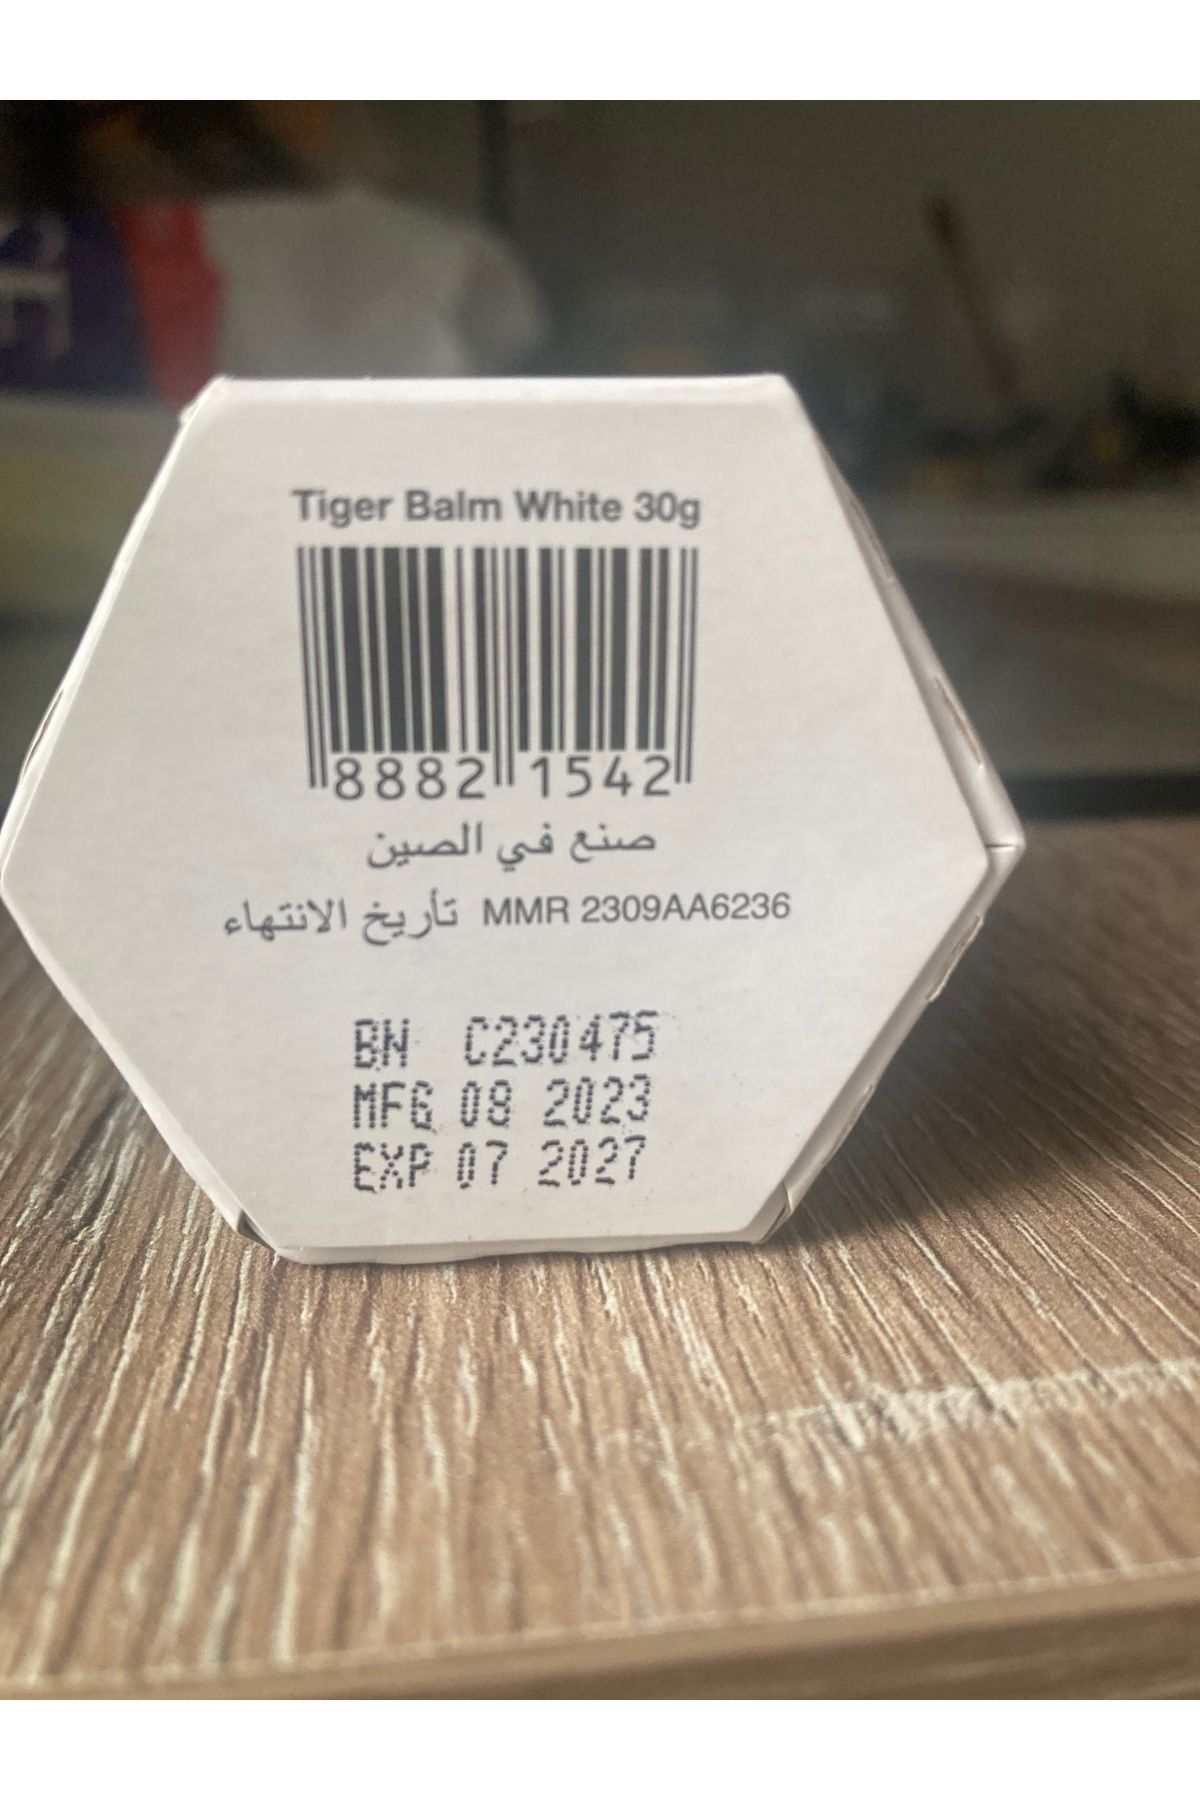 Tiger Balm White 30g
8882 1542
صنع في الصين
تأريخ الانتهاء MMR 2309AA6236
BN C230475
MFG 08 2023
EXP 07 2027